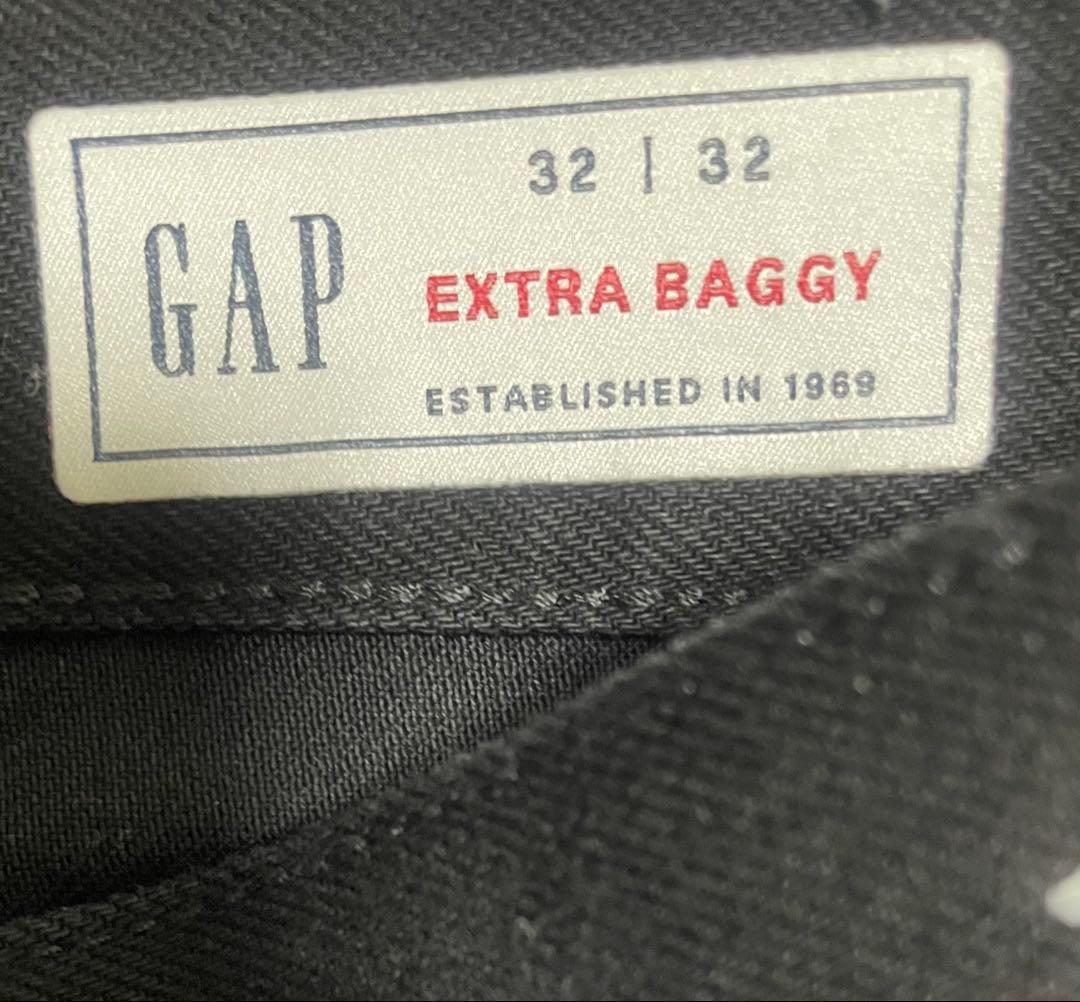 GAP
32 | 32
EXTRA BAGGY
ESTABLISHED IN 1969